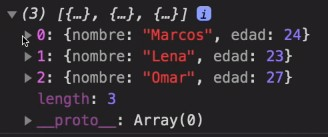 ▼ (3) [{…}, {…}, {…}] i
▶ 0: {nombre: "Marcos", edad: 24}
▶ 1: {nombre: "Lena", edad: 23}
▶ 2: {nombre: "Omar", edad: 27}
length: 3
▶ __proto__: Array(0)